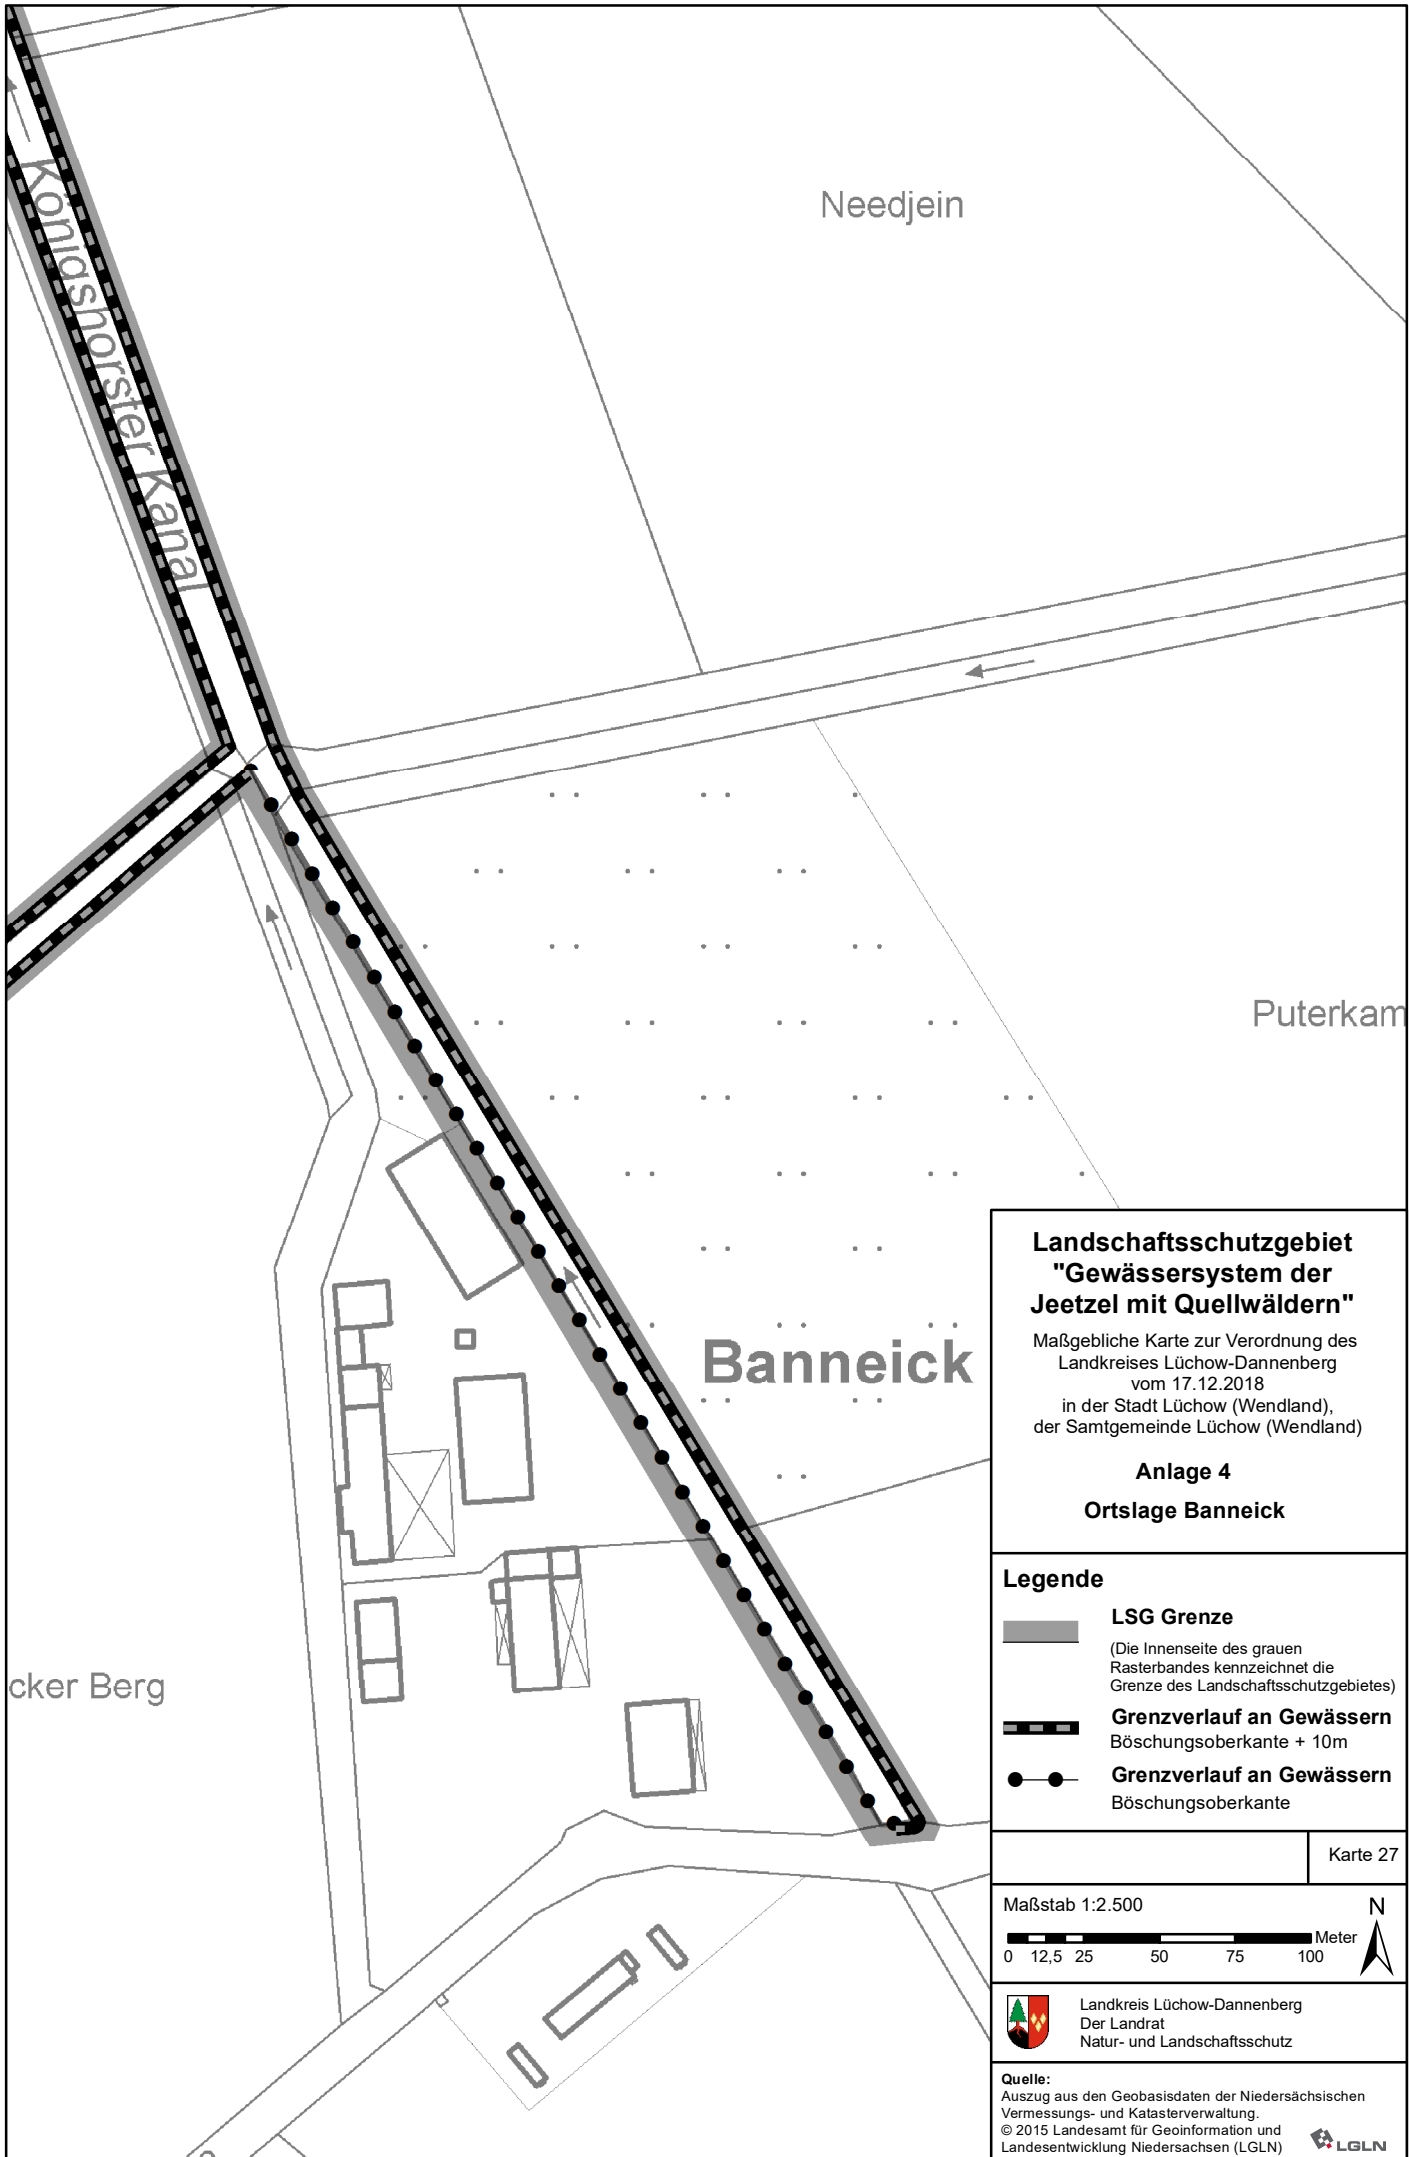 Needjein
Königshorster Kanal
Puterkam
Banneick
cker Berg
Landschaftsschutzgebiet
"Gewässersystem der
Jeetzel mit Quellwäldern"
Maßgebliche Karte zur Verordnung des
Landkreises Lüchow-Dannenberg
vom 17.12.2018
in der Stadt Lüchow (Wendland),
der Samtgemeinde Lüchow (Wendland)
Anlage 4
Ortslage Banneick
Legende
LSG Grenze
(Die Innenseite des grauen
Rasterbandes kennzeichnet die
Grenze des Landschaftsschutzgebietes)
Grenzverlauf an Gewässern
Böschungsoberkante + 10m
Grenzverlauf an Gewässern
Böschungsoberkante
Karte 27
Maßstab 1:2.500
N
Meter
0 12,5 25 50 75 100
Landkreis Lüchow-Dannenberg
Der Landrat
Natur- und Landschaftsschutz
Quelle:
Auszug aus den Geobasisdaten der Niedersächsischen
Vermessungs- und Katasterverwaltung.
© 2015 Landesamt für Geoinformation und
Landesentwicklung Niedersachsen (LGLN)
LGLN